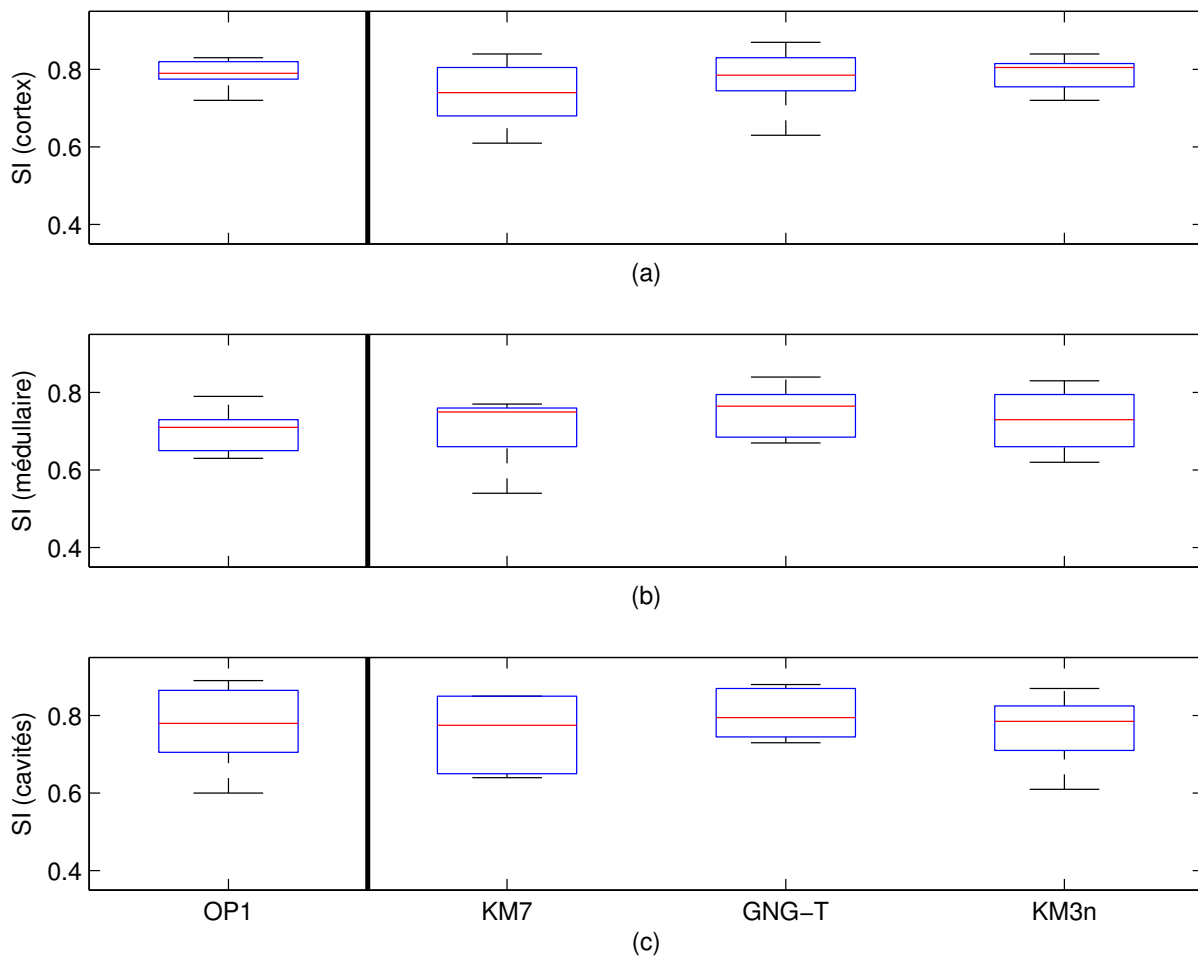 SI (cortex)
0.8
0.6
0.4
(a)
SI (médullaire)
0.8
0.6
0.4
(b)
SI (cavités)
0.8
0.6
0.4
OP1 KM7 GNG−T KM3n
(c)